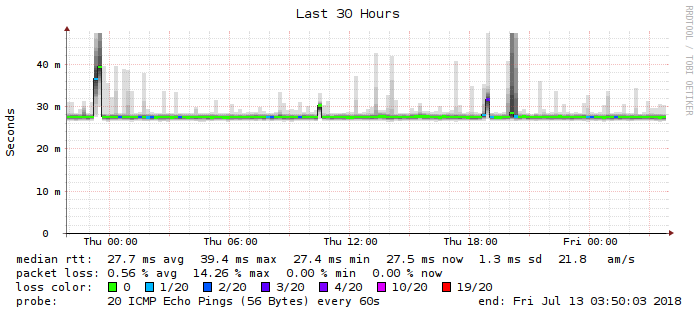 Last 30 Hours
RRDTOOL / TOBI OETIKER
Seconds
40 m
30 m
20 m
10 m
0
Thu 00:00 Thu 06:00 Thu 12:00 Thu 18:00 Fri 00:00
median rtt: 27.7 ms avg 39.4 ms max 27.4 ms min 27.5 ms now 1.3 ms sd 21.8 am/s
packet loss: 0.56 % avg 14.26 % max 0.00 % min 0.00 % now
loss color: 0 1/20 2/20 3/20 4/20 10/20 19/20
probe: 20 ICMP Echo Pings (56 Bytes) every 60s end: Fri Jul 13 03:50:03 2018